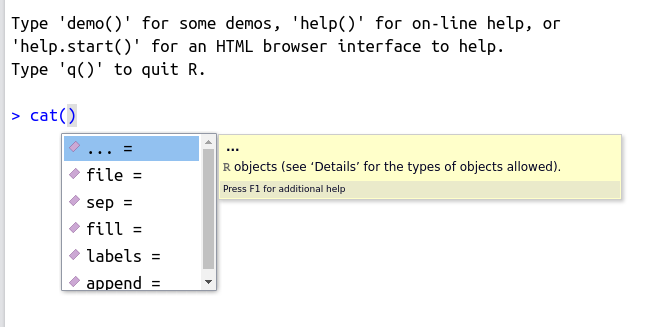 Type 'demo()' for some demos, 'help()' for on-line help, or
'help.start()' for an HTML browser interface to help.
Type 'q()' to quit R.
> cat()
... =
file =
sep =
fill =
labels =
append =
...
R objects (see ‘Details’ for the types of objects allowed).
Press F1 for additional help